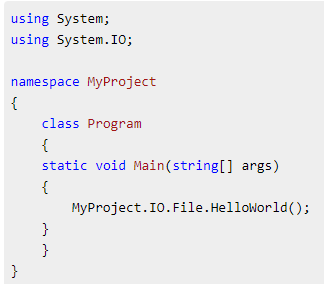 using System;
using System.IO;
namespace MyProject
{
class Program
{
static void Main(string[] args)
{
MyProject.IO.File.HelloWorld();
}
}
}